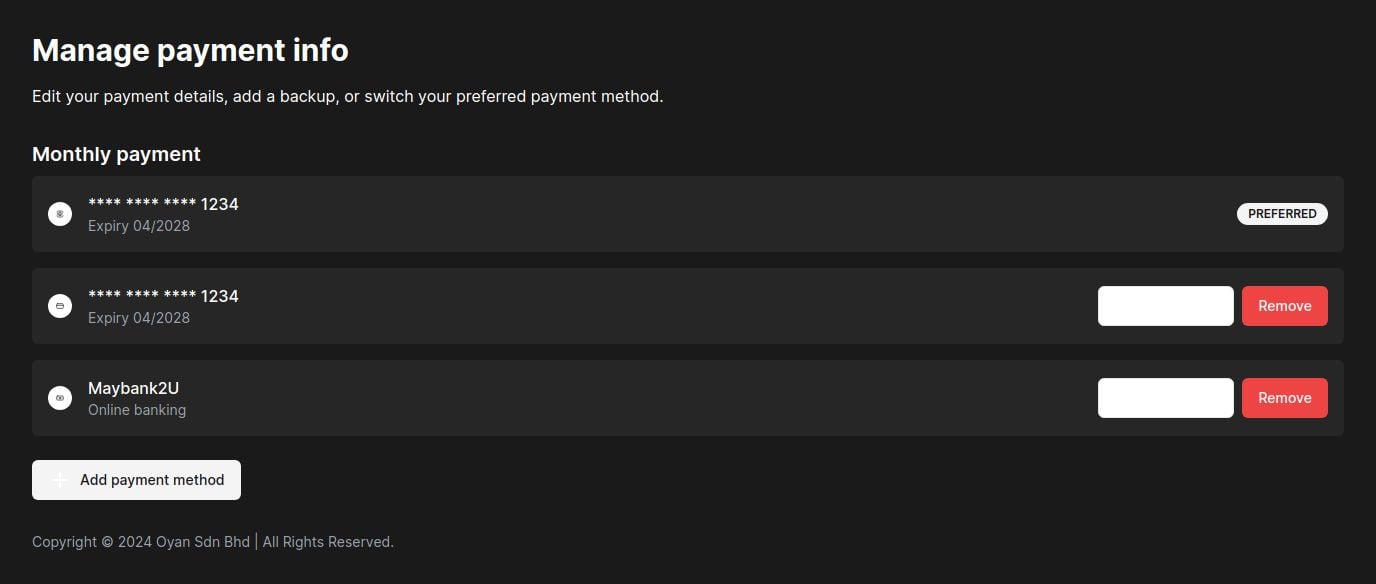 Manage payment info
Edit your payment details, add a backup, or switch your preferred payment method.
Monthly payment
**** **** **** 1234
Expiry 04/2028
PREFERRED
**** **** **** 1234
Expiry 04/2028
Remove
Maybank2U
Online banking
Remove
Add payment method
Copyright © 2024 Oyan Sdn Bhd | All Rights Reserved.